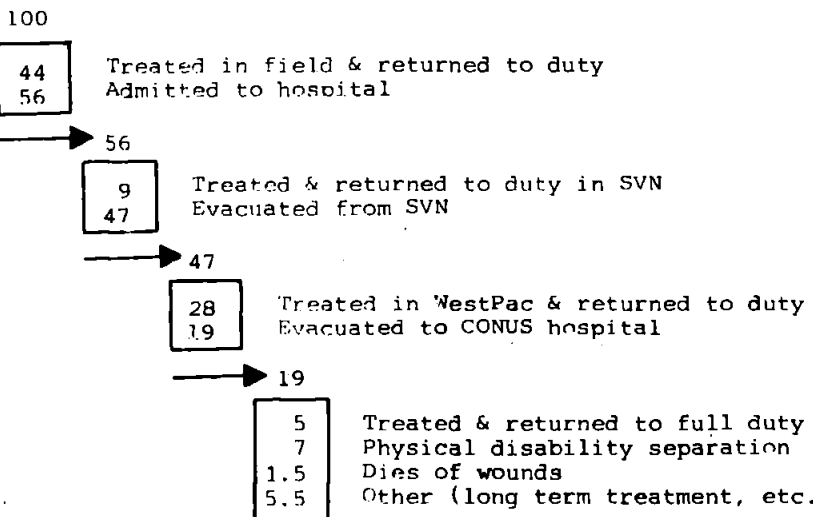 100
44 Treated in field & returned to duty
56 Admitted to hospital
56
9 Treated & returned to duty in SVN
47 Evacuated from SVN
47
28 Treated in WestPac & returned to duty
19 Evacuated to CONUS hospital
19
5 Treated & returned to full duty
7 Physical disability separation
1.5 Dies of wounds
5.5 Other (long term treatment, etc.